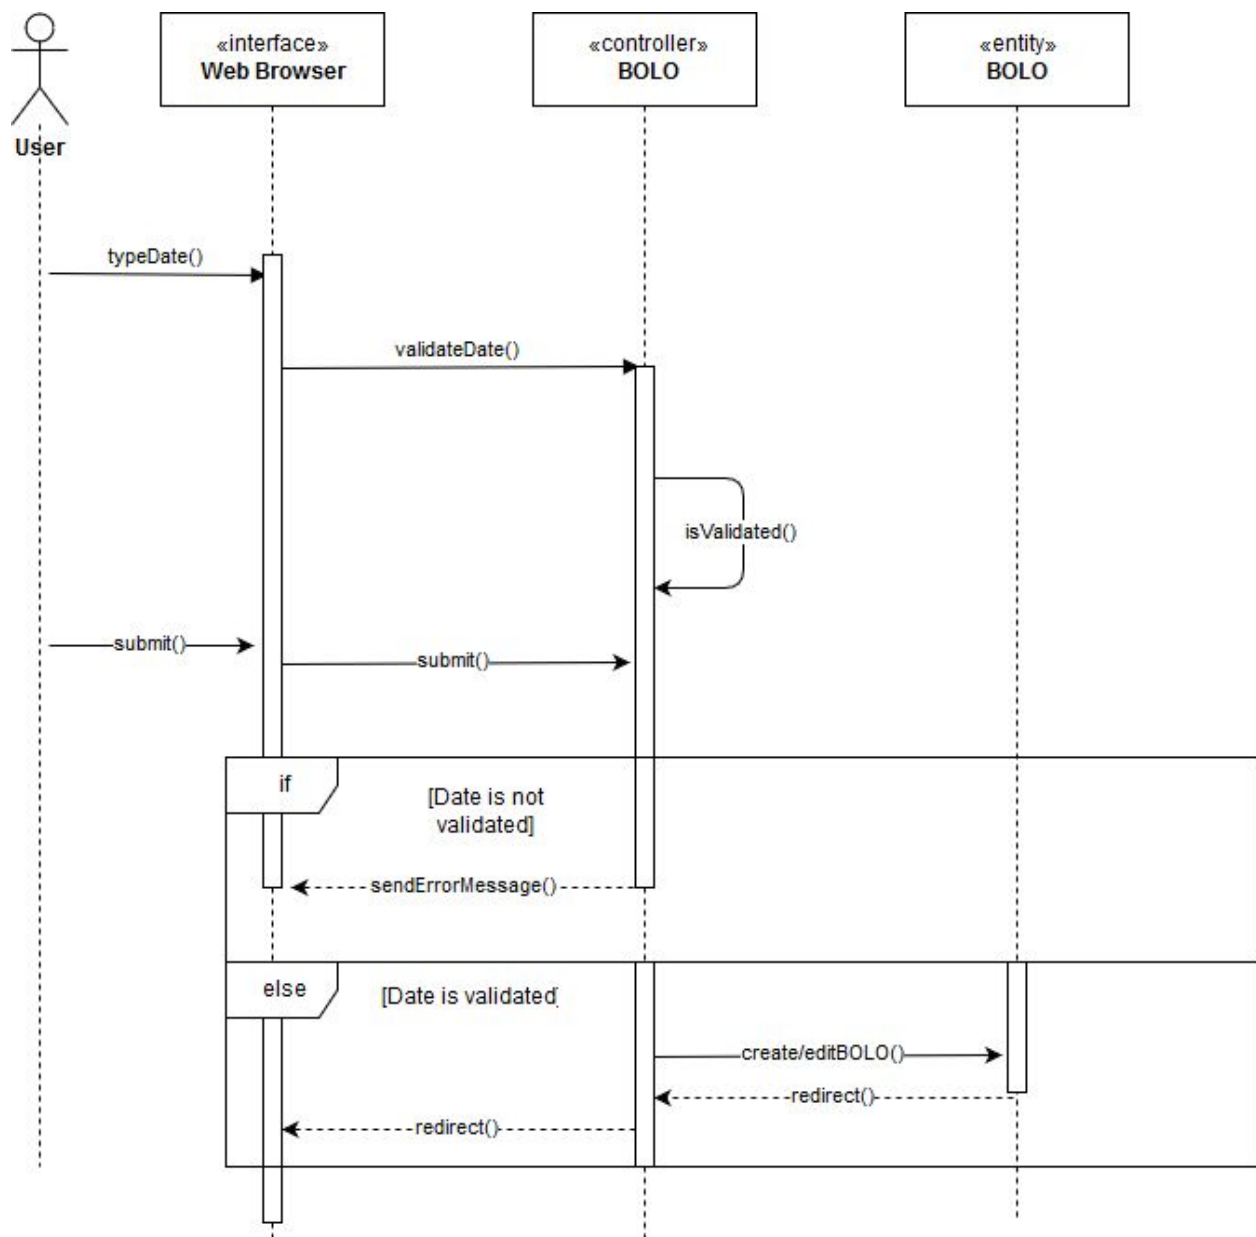 «interface»
Web Browser
«controller»
BOLO
«entity»
BOLO
User
typeDate()
validateDate()
isValidated()
submit()
submit()
if
[Date is not
validated]
sendErrorMessage()
else
[Date is validated]
create/editBOLO()
redirect()
redirect()